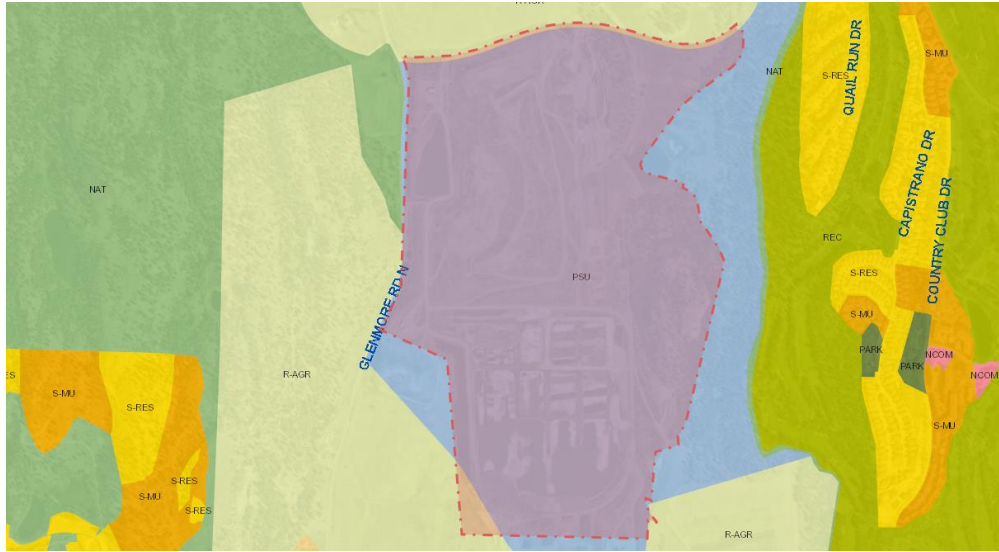 NAT
S-RES
QUAIL RUN DR
S-MU
NAT
CAPISTRANO DR
COUNTRY CLUB DR
REC
PSU
GLENMORE RD N
S-RES
S-MU
PARK
PARK
NCOM
NCOM
R-AGR
S-MU
S-RES
S-MU
S-RES
S-MU
S-RES
R-AGR